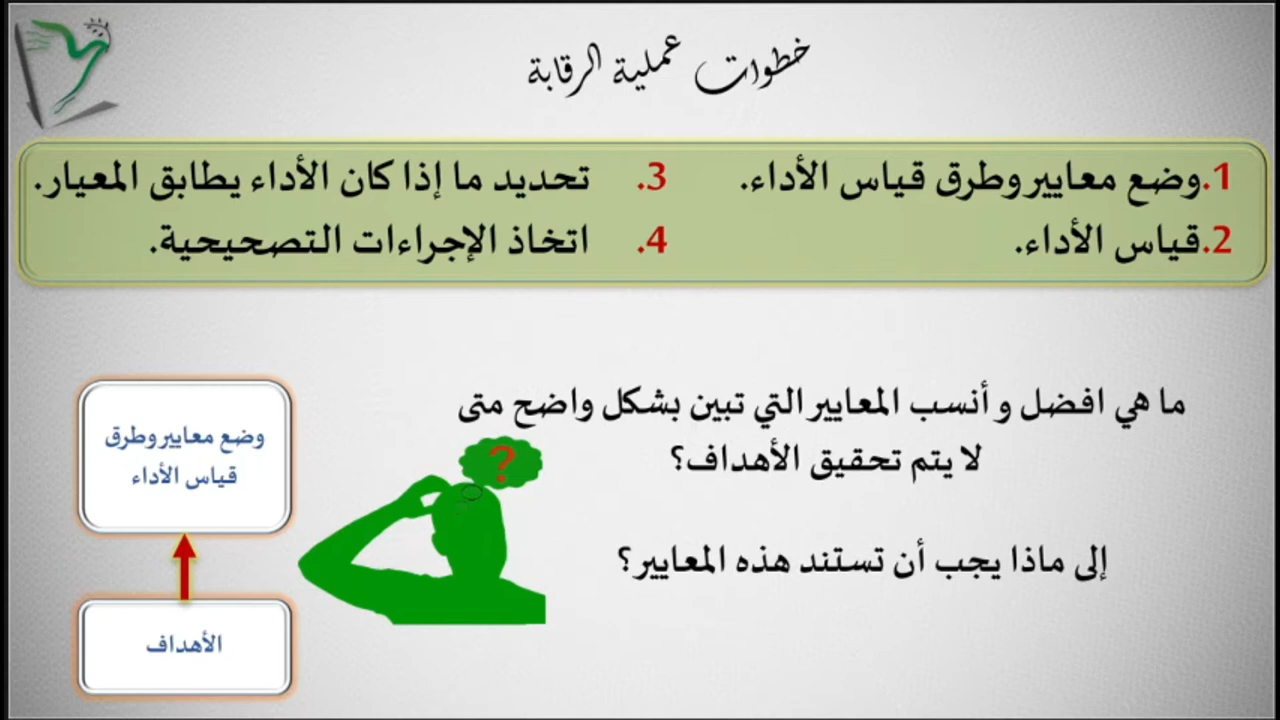 خطوات عملية الرقابة
1. وضع معايير وطرق قياس الأداء.
2. قياس الأداء.
3. تحديد ما إذا كان الأداء يطابق المعيار.
4. اتخاذ الإجراءات التصحيحية.
ما هي افضل و أنسب المعايير التي تبين بشكل واضح متى
لا يتم تحقيق الأهداف؟
?
إلى ماذا يجب أن تستند هذه المعايير؟
وضع معايير وطرق
قياس الأداء
الأهداف